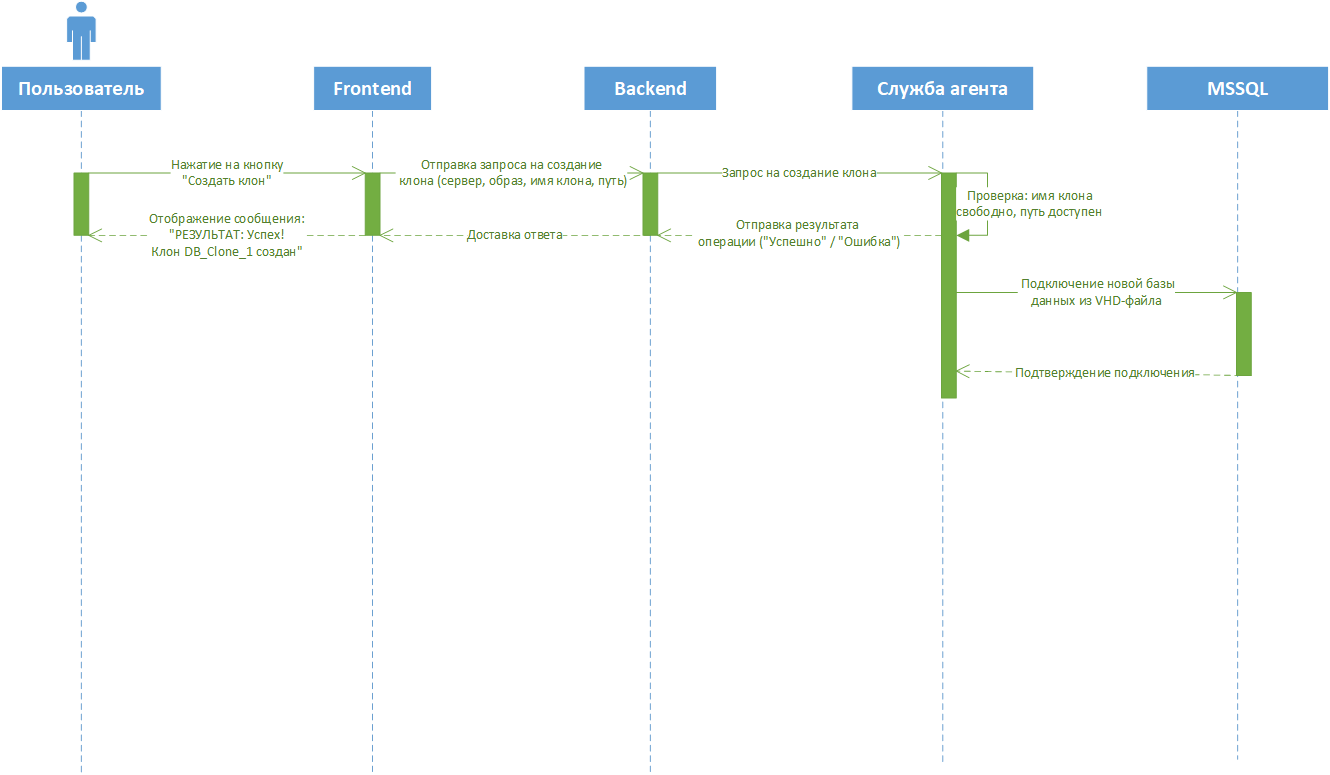 Пользователь
Frontend
Backend
Служба агента
MSSQL
Нажатие на кнопку
"Создать клон"
Отправка запроса на создание
клона (сервер, образ, имя клона, путь)
Запрос на создание клона
Проверка: имя клона
свободно, путь доступен
Отображение сообщения:
"РЕЗУЛЬТАТ: Успех!
Клон DB_Clone_1 создан"
Доставка ответа
Отправка результата
операции ("Успешно" / "Ошибка")
Подключение новой базы
данных из VHD-файла
Подтверждение подключения